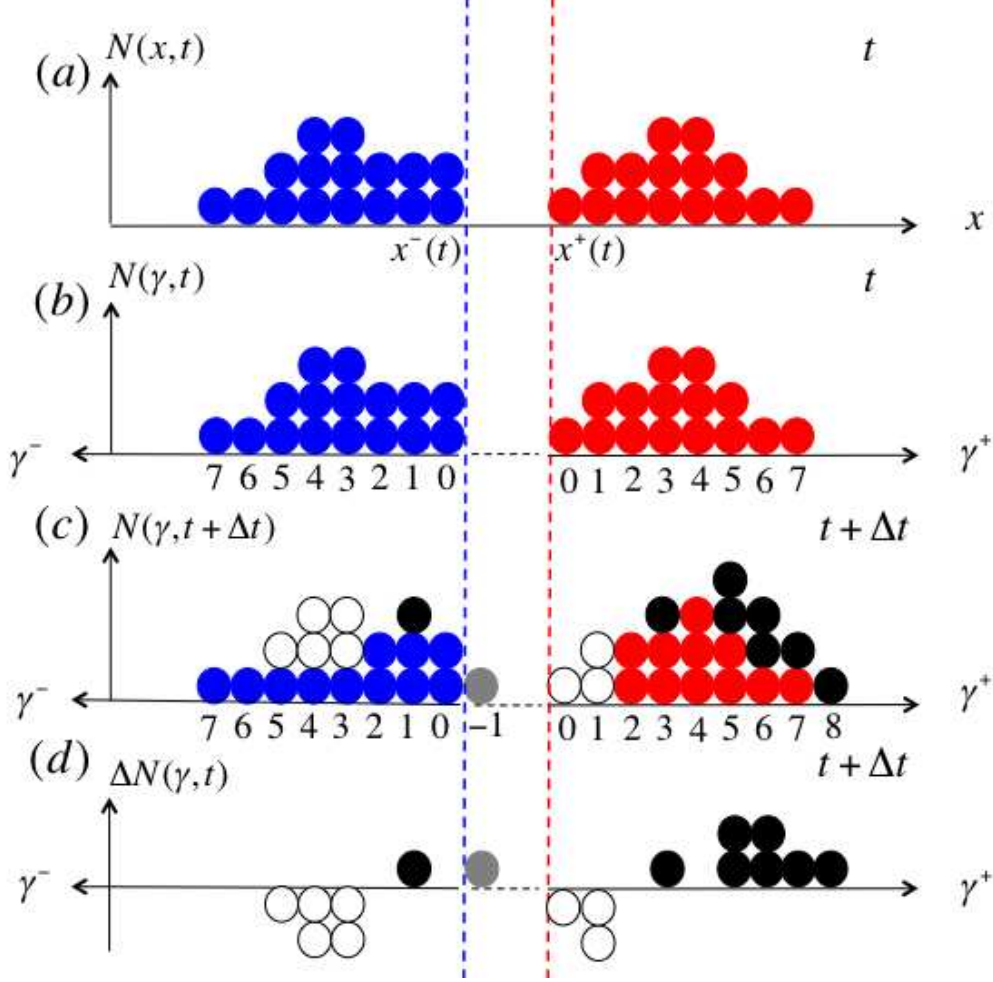 (a) N(x,t) t
x⁻(t) x⁺(t) x
(b) N(γ,t) t
γ⁻ γ⁺
7 6 5 4 3 2 1 0 0 1 2 3 4 5 6 7
(c) N(γ,t + Δt) t + Δt
γ⁻ γ⁺
7 6 5 4 3 2 1 0 −1 0 1 2 3 4 5 6 7 8
(d) ΔN(γ,t) t + Δt
γ⁻ γ⁺